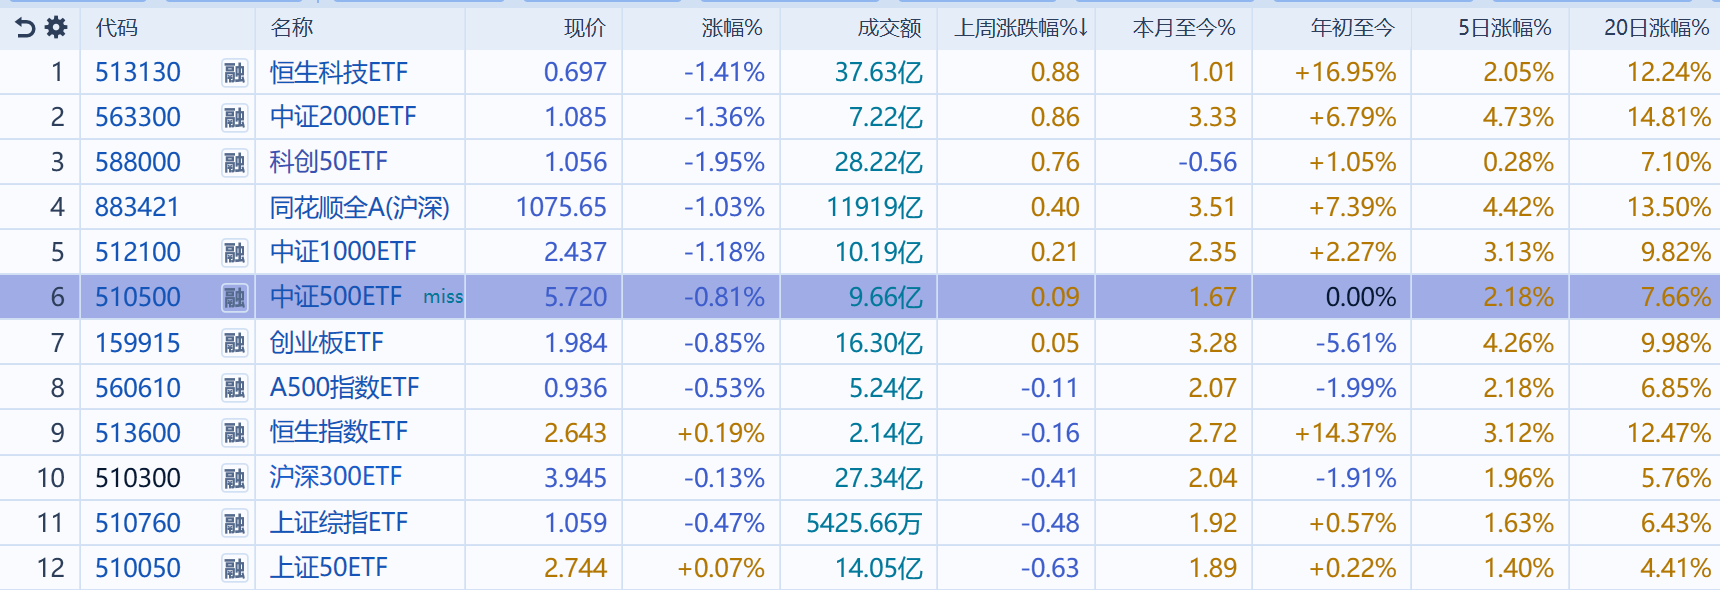 代码 名称 现价 涨幅% 成交额 上周涨跌幅%↓ 本月至今% 年初至今 5日涨幅% 20日涨幅%
1 513130 融 恒生科技ETF 0.697 -1.41% 37.63亿 0.88 1.01 +16.95% 2.05% 12.24%
2 563300 融 中证2000ETF 1.085 -1.36% 7.22亿 0.86 3.33 +6.79% 4.73% 14.81%
3 588000 融 科创50ETF 1.056 -1.95% 28.22亿 0.76 -0.56 +1.05% 0.28% 7.10%
4 883421 同花顺全A(沪深) 1075.65 -1.03% 11919亿 0.40 3.51 +7.39% 4.42% 13.50%
5 512100 融 中证1000ETF 2.437 -1.18% 10.19亿 0.21 2.35 +2.27% 3.13% 9.82%
6 510500 融 中证500ETF miss 5.720 -0.81% 9.66亿 0.09 1.67 0.00% 2.18% 7.66%
7 159915 融 创业板ETF 1.984 -0.85% 16.30亿 0.05 3.28 -5.61% 4.26% 9.98%
8 560610 融 A500指数ETF 0.936 -0.53% 5.24亿 -0.11 2.07 -1.99% 2.18% 6.85%
9 513600 融 恒生指数ETF 2.643 +0.19% 2.14亿 -0.16 2.72 +14.37% 3.12% 12.47%
10 510300 融 沪深300ETF 3.945 -0.13% 27.34亿 -0.41 2.04 -1.91% 1.96% 5.76%
11 510760 融 上证综指ETF 1.059 -0.47% 5425.66万 -0.48 1.92 +0.57% 1.63% 6.43%
12 510050 融 上证50ETF 2.744 +0.07% 14.05亿 -0.63 1.89 +0.22% 1.40% 4.41%